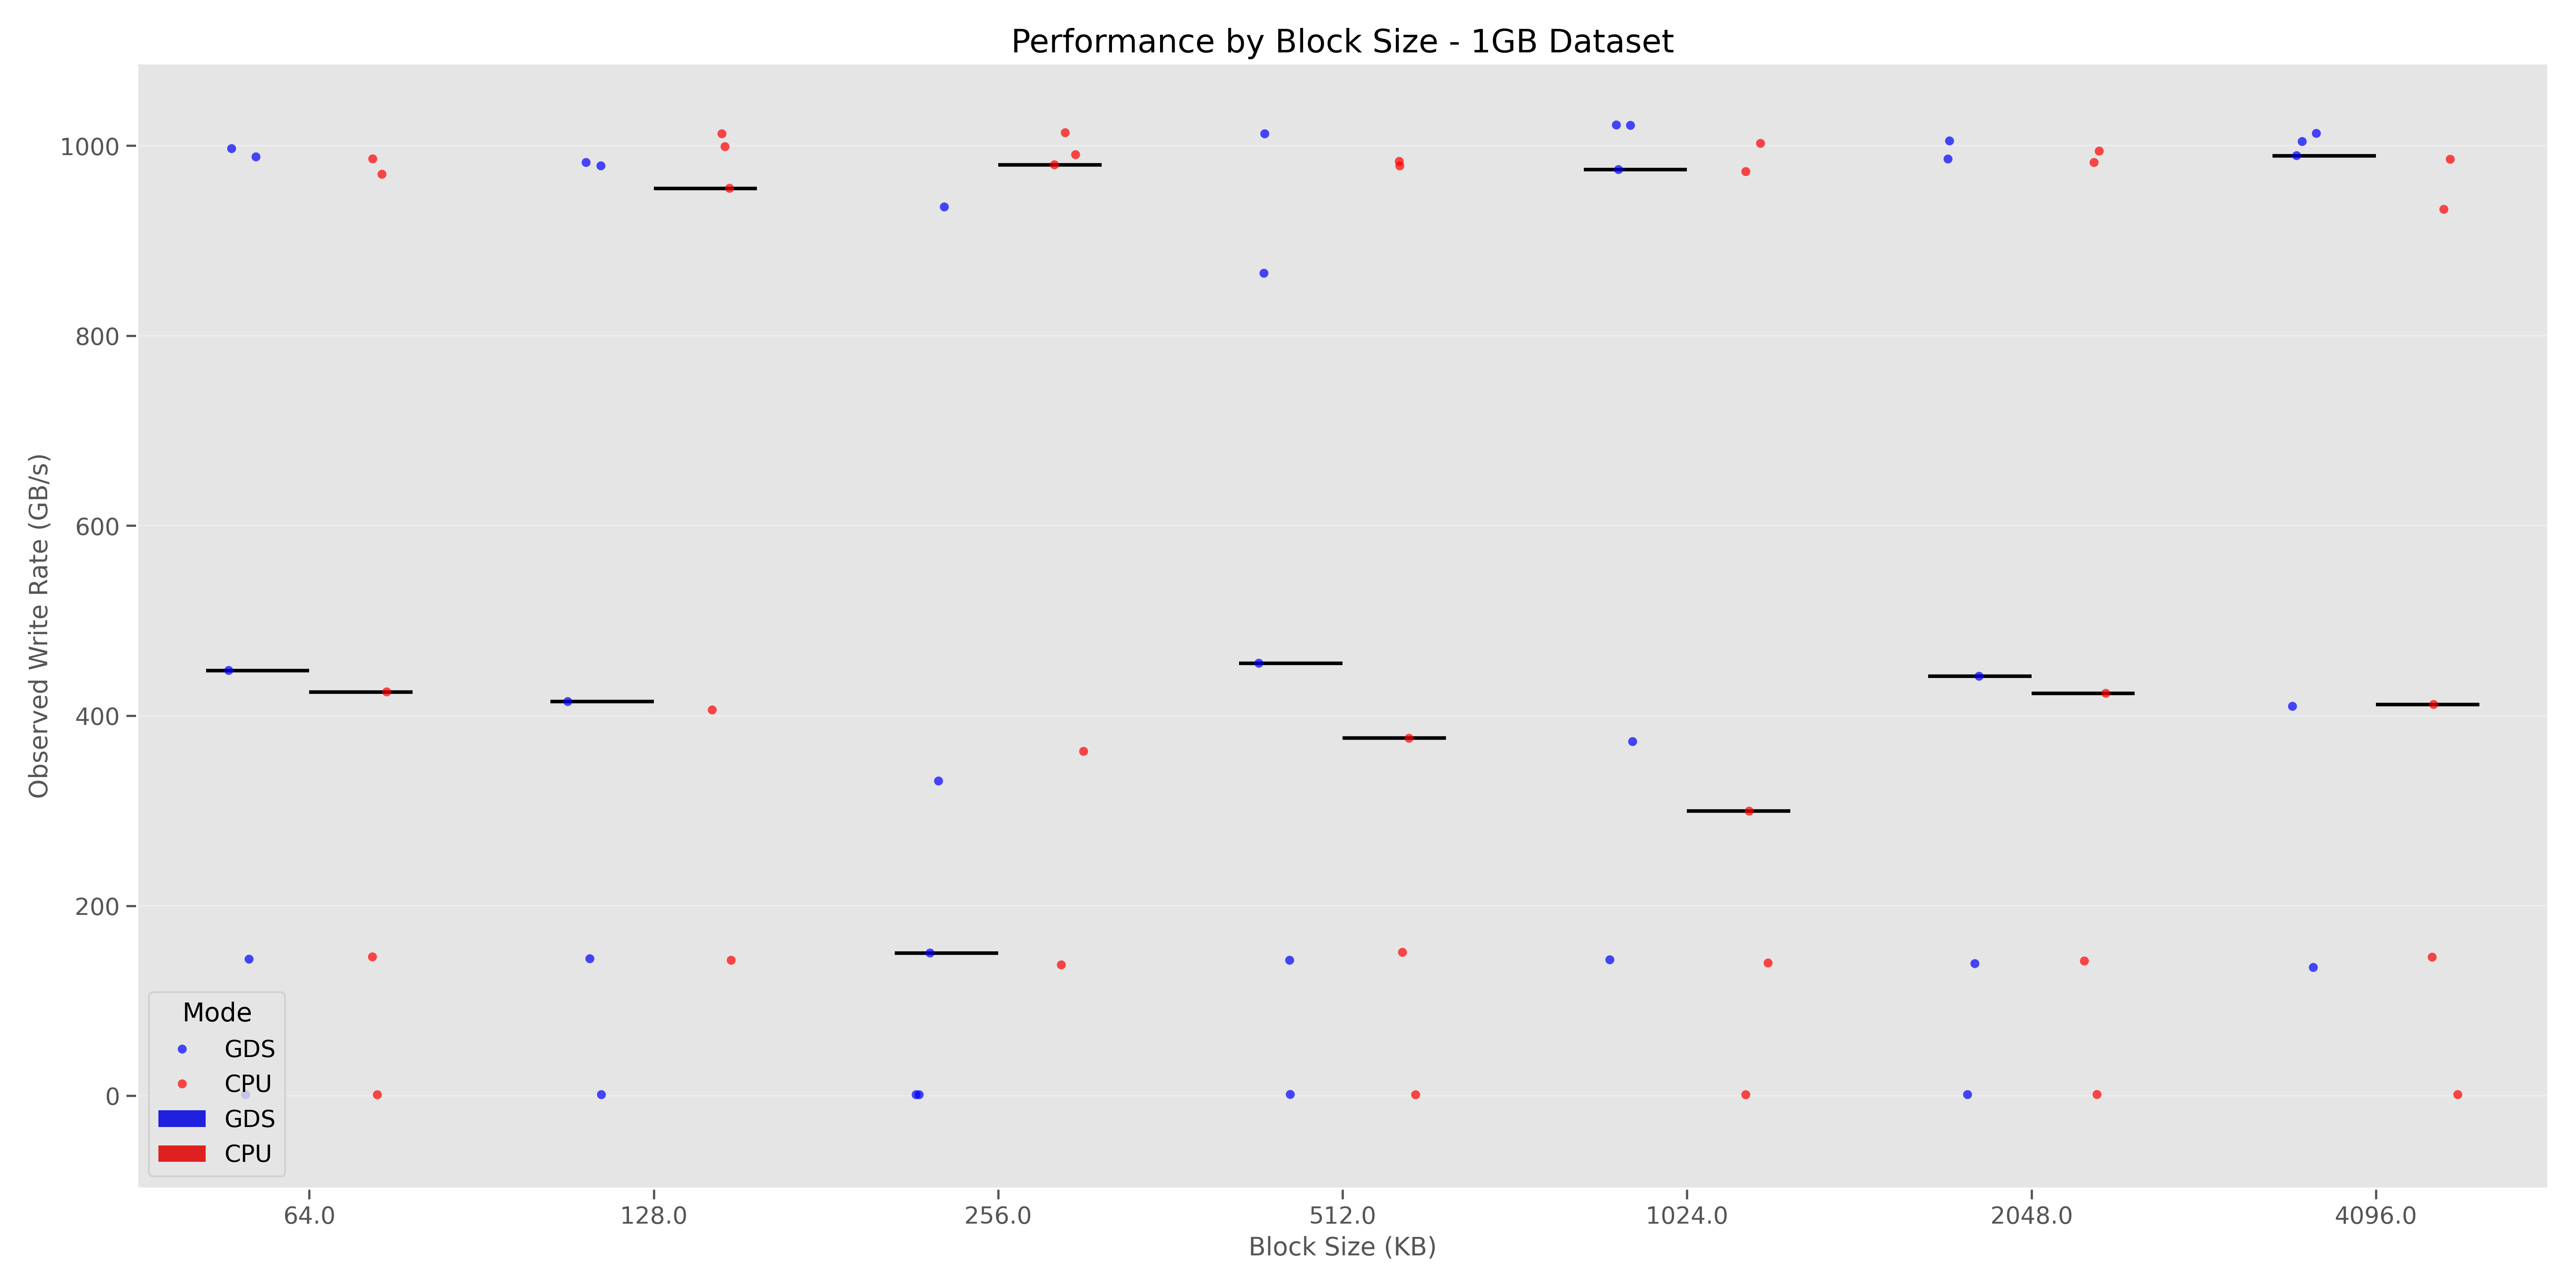 Performance by Block Size - 1GB Dataset
Observed Write Rate (GB/s)
1000
800
600
400
200
0
Mode
GDS
CPU
GDS
CPU
64.0 128.0 256.0 512.0 1024.0 2048.0 4096.0
Block Size (KB)